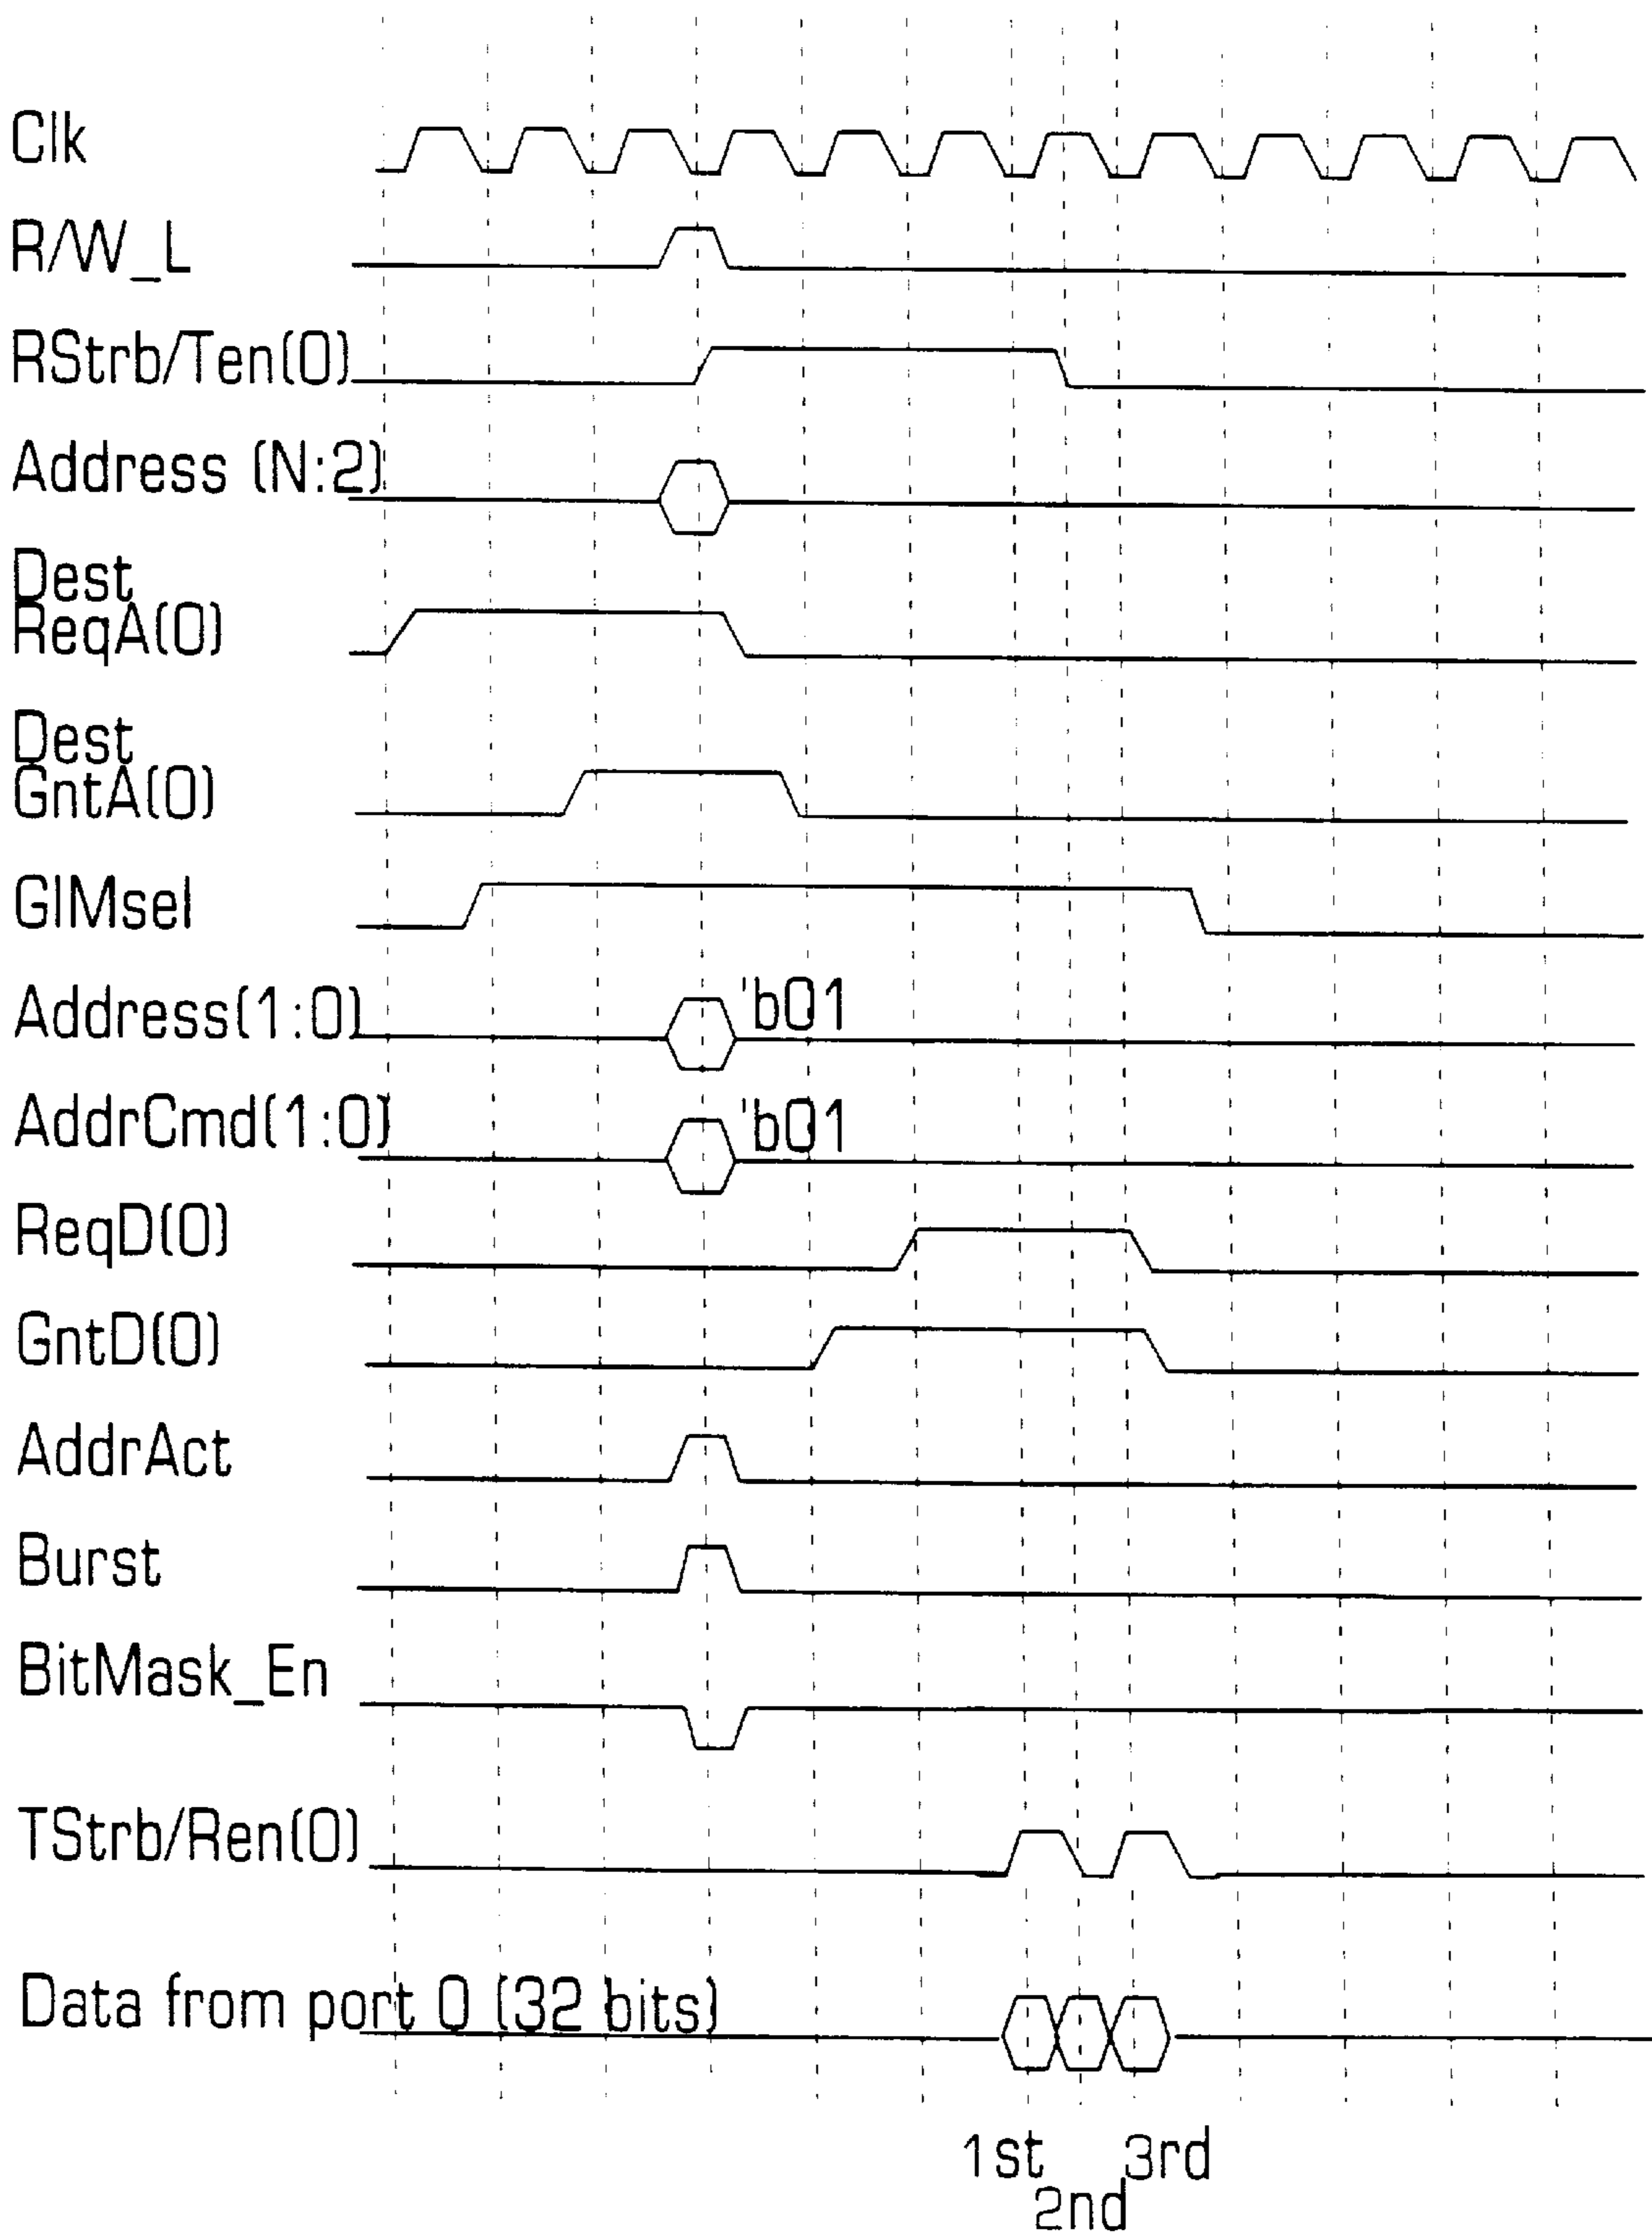 Clk
R/W_L
RStrb/Ten(0)
Address (N:2)
Dest
ReqA(0)
Dest
GntA(0)
GIMsel
Address(1:0)
'b01
AddrCmd(1:0)
'b01
ReqD(0)
GntD(0)
AddrAct
Burst
BitMask_En
TStrb/Ren(0)
Data from port 0 (32 bits)
1st
3rd
2nd